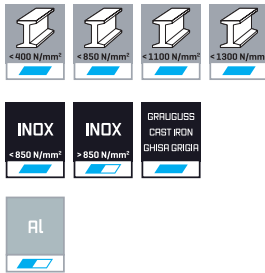 <400 N/mm² <850 N/mm² <1100 N/mm² <1300 N/mm²
INOX INOX GRAUGUSS
CAST IRON
<850 N/mm² >850 N/mm² GHISA GRIGIA
Al